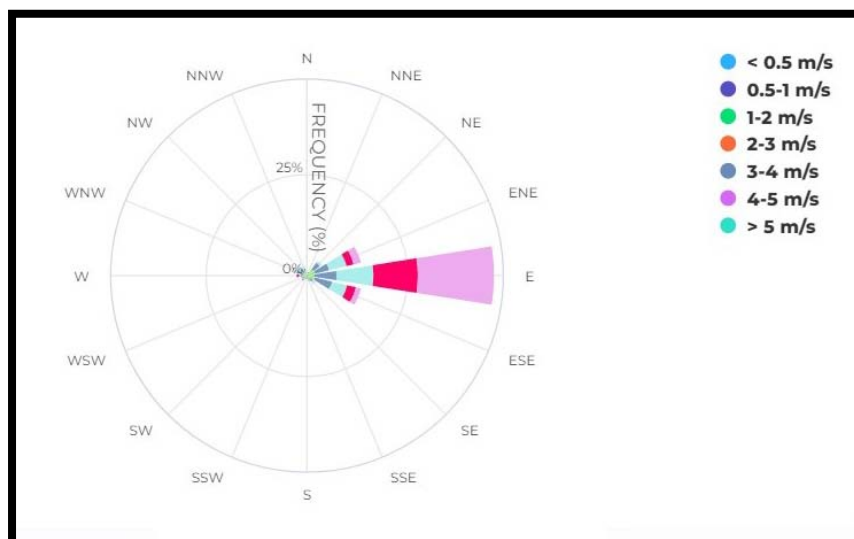 N
NNE
NE
ENE
E
ESE
SE
SSE
S
SSW
SW
WSW
W
WNW
NW
NNW
FREQUENCY (%)
25%
0%
< 0.5 m/s
0.5-1 m/s
1-2 m/s
2-3 m/s
3-4 m/s
4-5 m/s
> 5 m/s